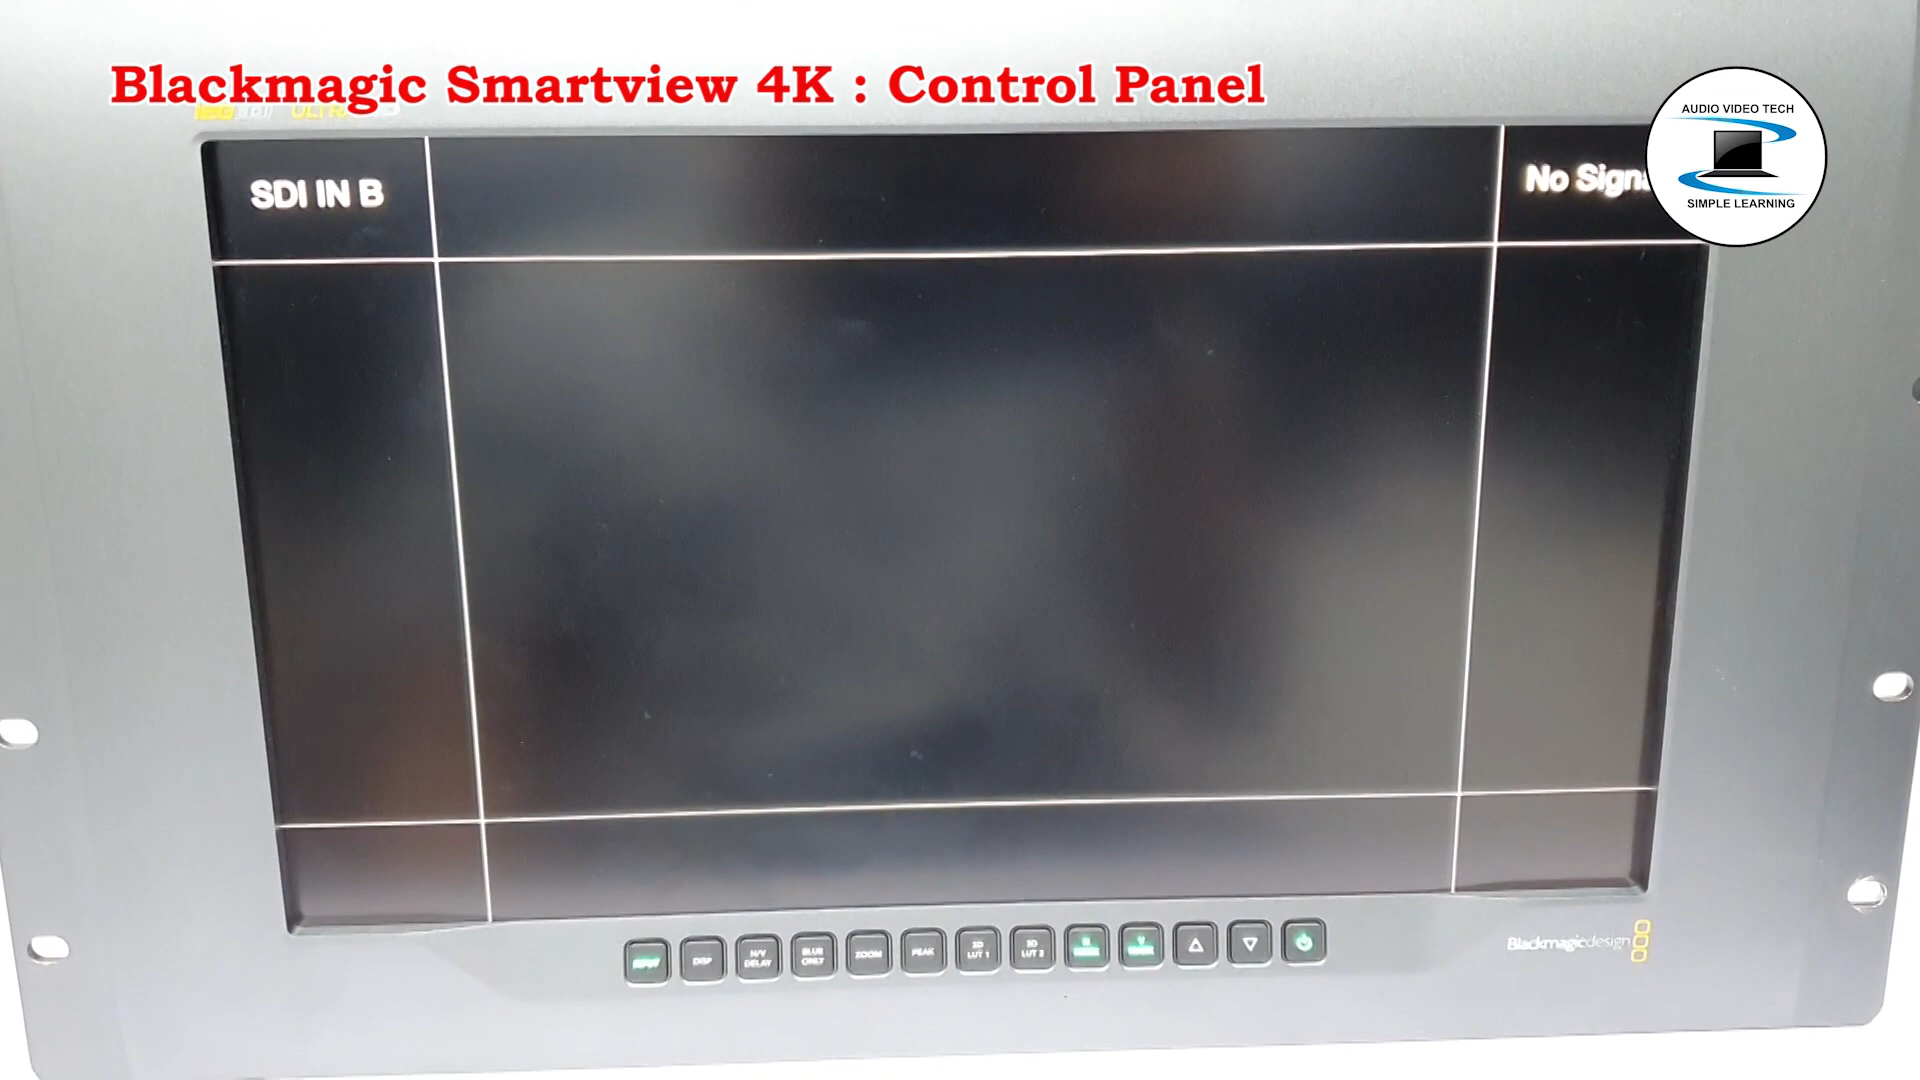 Blackmagic Smartview 4K : Control Panel
AUDIO VIDEO TECH
SIMPLE LEARNING
SDI IN B
No Sign
INPUT
DISP
H/V
DELAY
BLUE
ONLY
ZOOM
PEAK
3D
LUT 1
3D
LUT 2
H
V
Blackmagicdesign